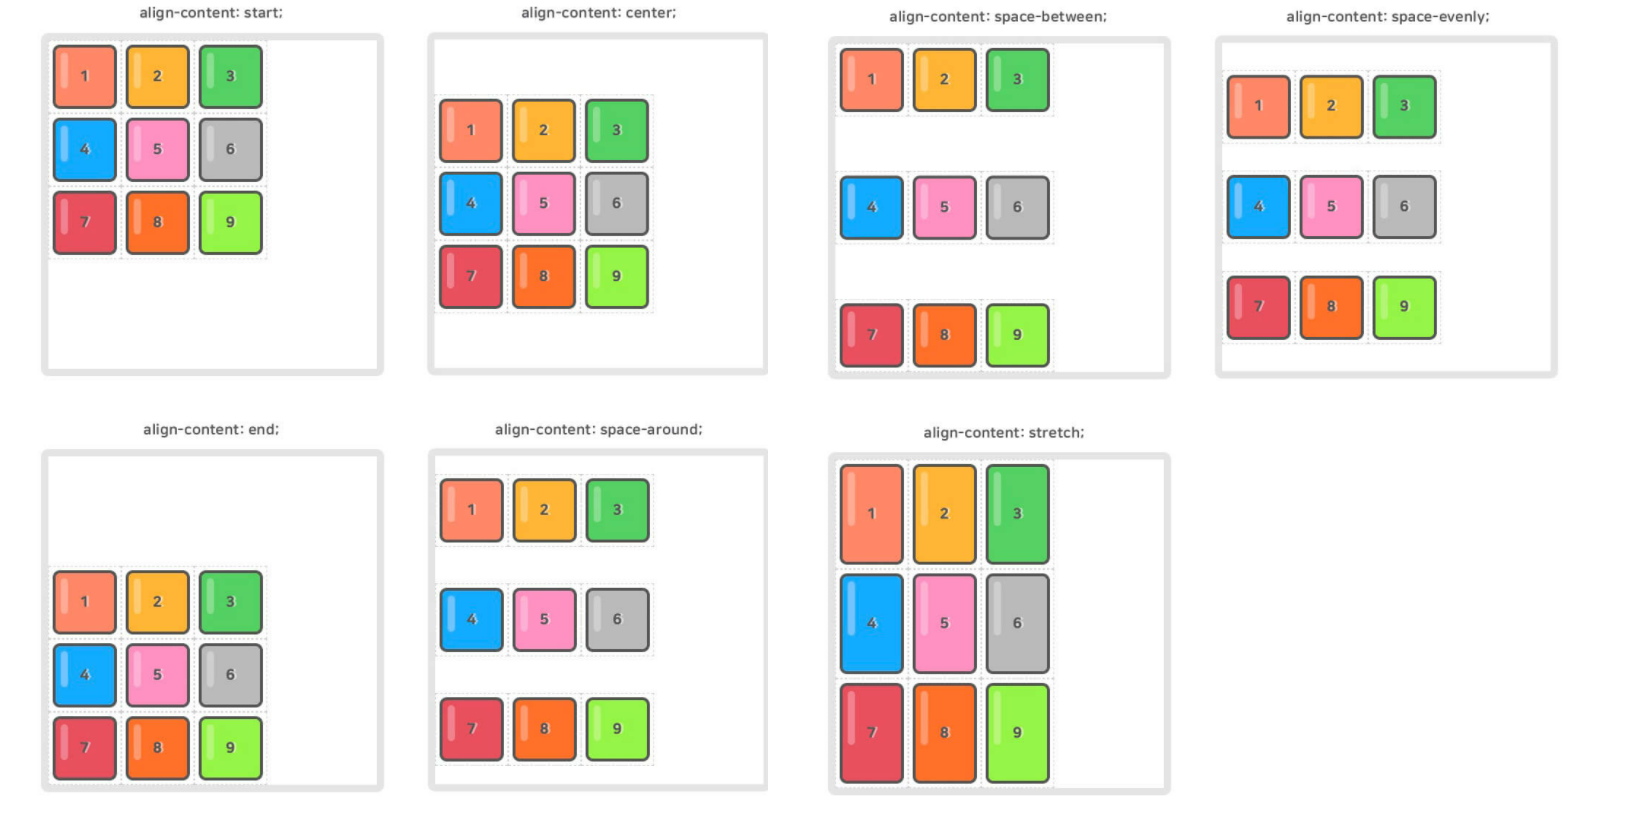 align-content: start;
1 2 3
4 5 6
7 8 9
align-content: center;
1 2 3
4 5 6
7 8 9
align-content: space-between;
1 2 3
4 5 6
7 8 9
align-content: space-evenly;
1 2 3
4 5 6
7 8 9
align-content: end;
1 2 3
4 5 6
7 8 9
align-content: space-around;
1 2 3
4 5 6
7 8 9
align-content: stretch;
1 2 3
4 5 6
7 8 9